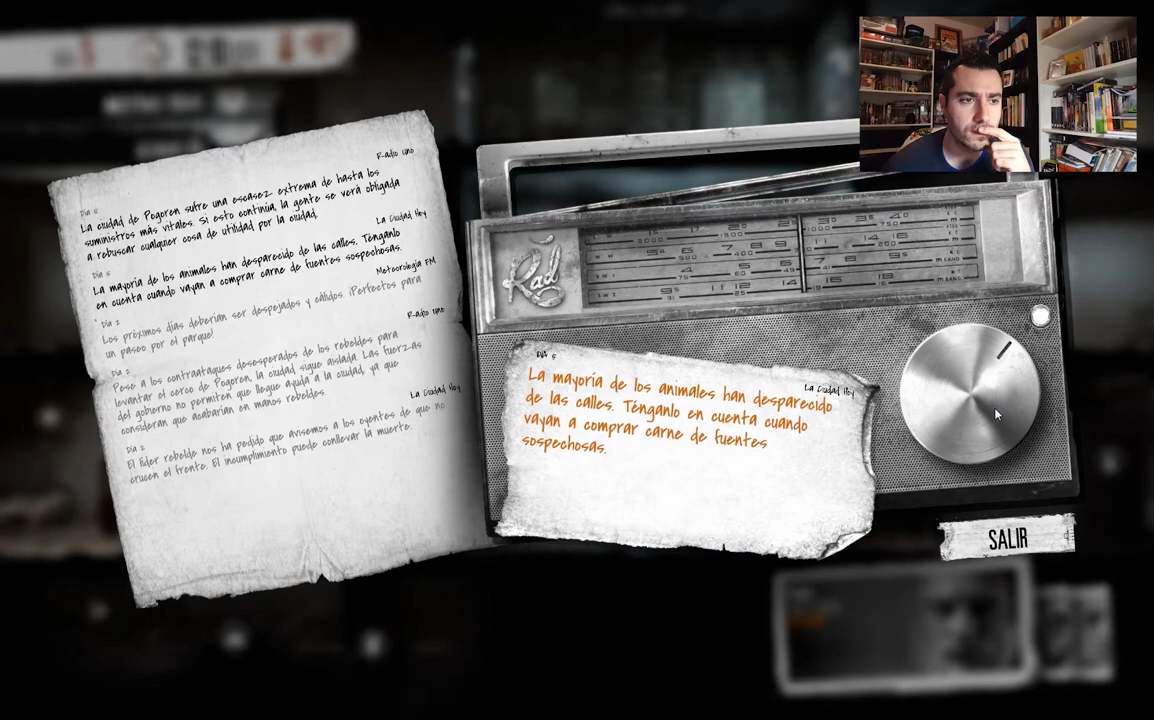 Radio Uno
Día 5
La ciudad de Pogoren sufre una escasez extrema de hasta los
suministros más vitales. Si esto continúa, la gente se verá obligada
a rebuscar cualquier cosa de utilidad por la ciudad.
La Ciudad Hoy
Día 5
La mayoría de los animales han desparecido de las calles. Ténganlo
en cuenta cuando vayan a comprar carne de fuentes sospechosas.
Meteorología FM
Día 2
Los próximos días deberían ser despejados y cálidos. ¡Perfectos para
un paseo por el parque!
Radio Uno
Día 2
Pese a los contraataques desesperados de los rebeldes para
levantar el cerco de Pogoren, la ciudad sigue aislada. Las fuerzas
del gobierno no permiten que llegue ayuda a la ciudad, ya que
consideran que acabarían en manos rebeldes.
La Ciudad Hoy
Día 2
El líder rebelde nos ha pedido que avisemos a los oyentes de que no
crucen el frente. El incumplimiento puede conllevar la muerte.
Rad
Día 5
La Ciudad Hoy
La mayoría de los animales han desparecido
de las calles. Ténganlo en cuenta cuando
vayan a comprar carne de fuentes
sospechosas.
SALIR